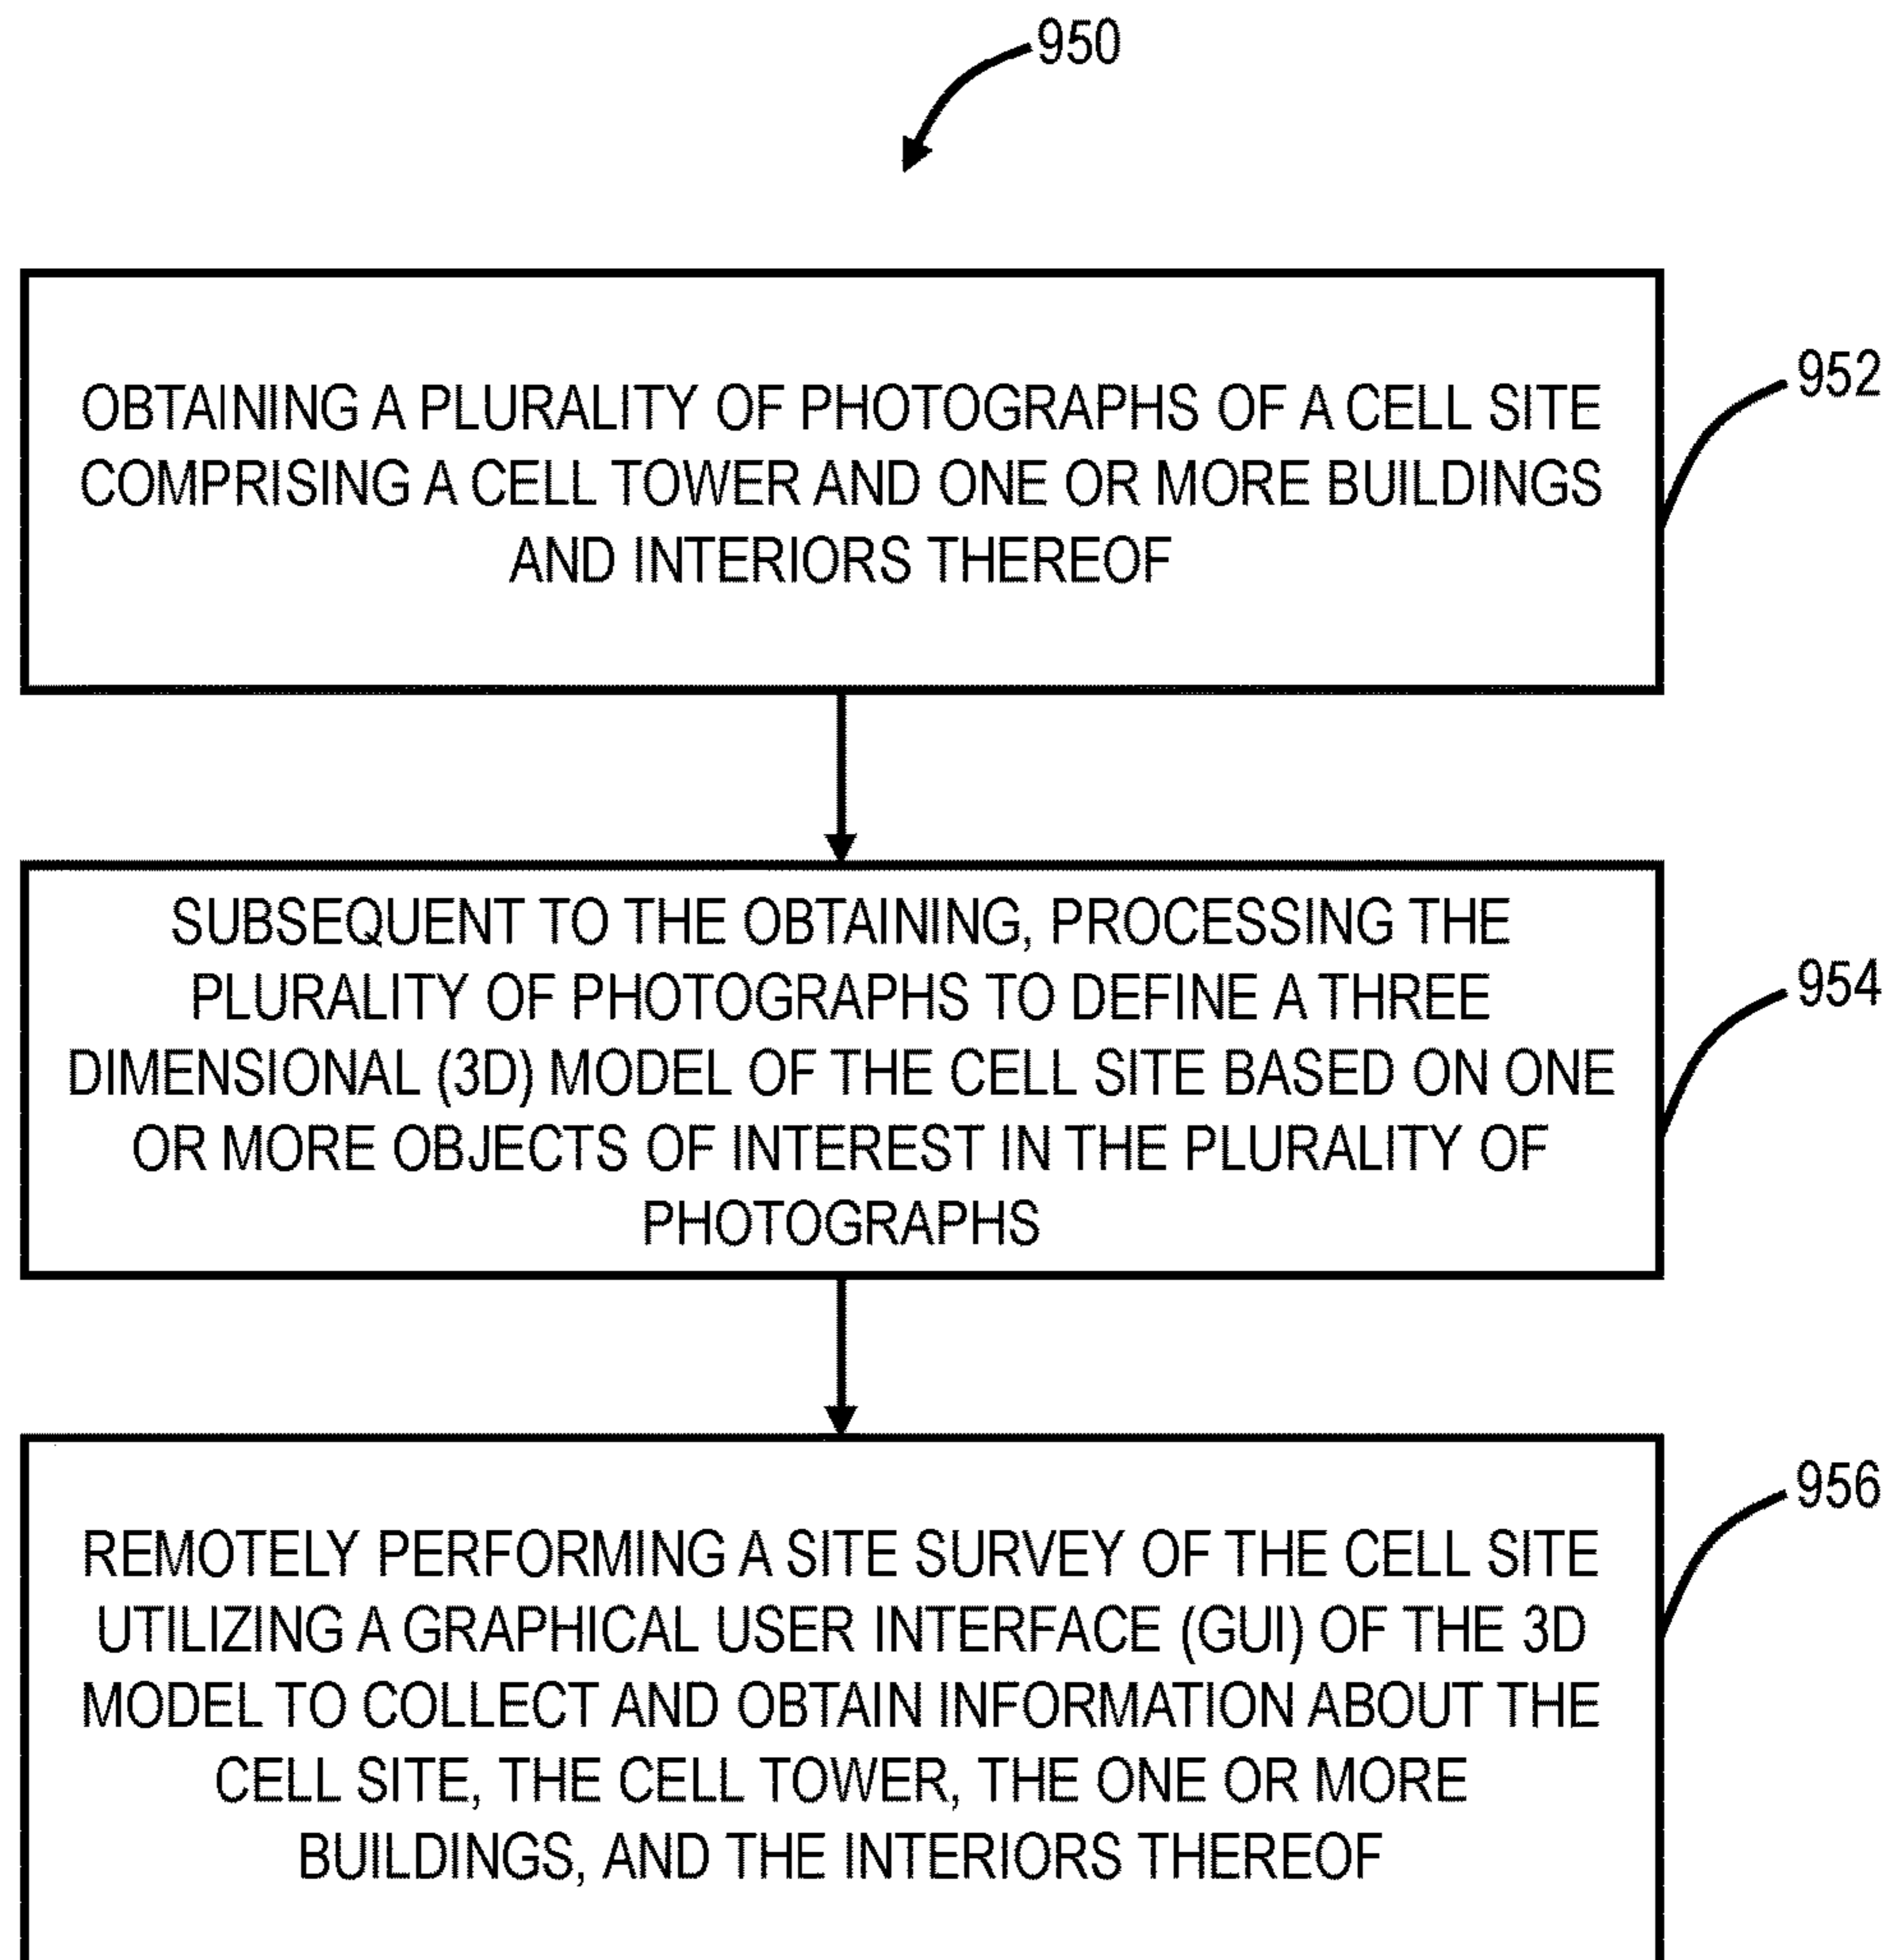 950
OBTAINING A PLURALITY OF PHOTOGRAPHS OF A CELL SITE
COMPRISING A CELL TOWER AND ONE OR MORE BUILDINGS
AND INTERIORS THEREOF
952
SUBSEQUENT TO THE OBTAINING, PROCESSING THE
PLURALITY OF PHOTOGRAPHS TO DEFINE A THREE
DIMENSIONAL (3D) MODEL OF THE CELL SITE BASED ON ONE
OR MORE OBJECTS OF INTEREST IN THE PLURALITY OF
PHOTOGRAPHS
954
REMOTELY PERFORMING A SITE SURVEY OF THE CELL SITE
UTILIZING A GRAPHICAL USER INTERFACE (GUI) OF THE 3D
MODEL TO COLLECT AND OBTAIN INFORMATION ABOUT THE
CELL SITE, THE CELL TOWER, THE ONE OR MORE
BUILDINGS, AND THE INTERIORS THEREOF
956